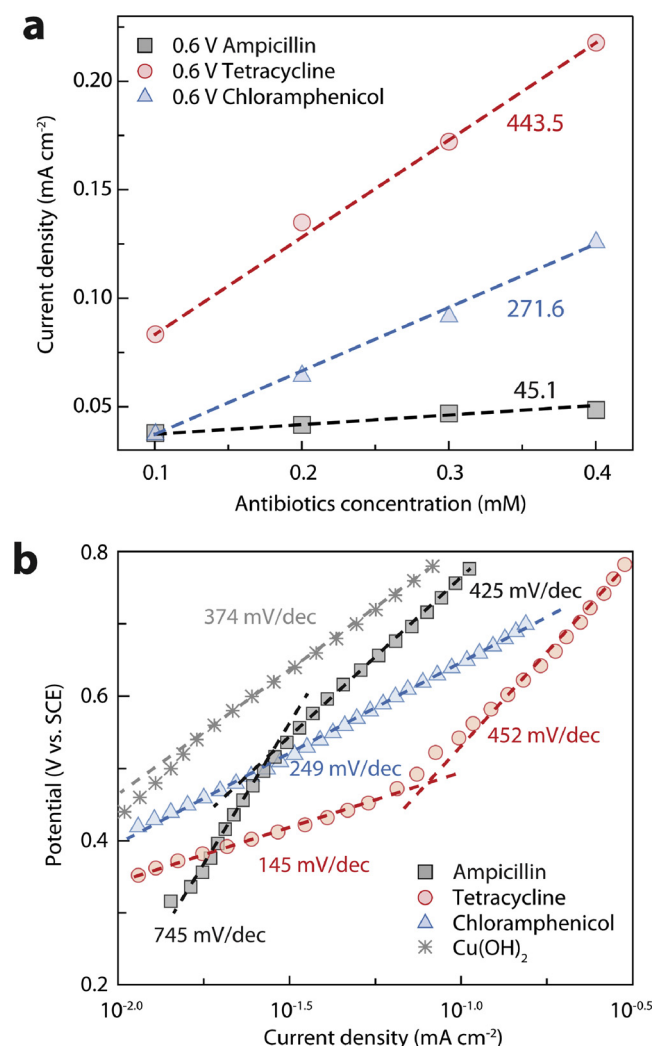 a
0.6 V Ampicillin
0.6 V Tetracycline
0.6 V Chloramphenicol
443.5
271.6
45.1
0.20
0.15
0.10
0.05
Current density (mA cm⁻²)
0.1 0.2 0.3 0.4
Antibiotics concentration (mM)
b
0.8
0.6
0.4
0.2
Potential (V vs. SCE)
374 mV/dec
425 mV/dec
452 mV/dec
249 mV/dec
145 mV/dec
745 mV/dec
Ampicillin
Tetracycline
Chloramphenicol
Cu(OH)₂
10⁻²·⁰ 10⁻¹·⁵ 10⁻¹·⁰ 10⁻⁰·⁵
Current density (mA cm⁻²)